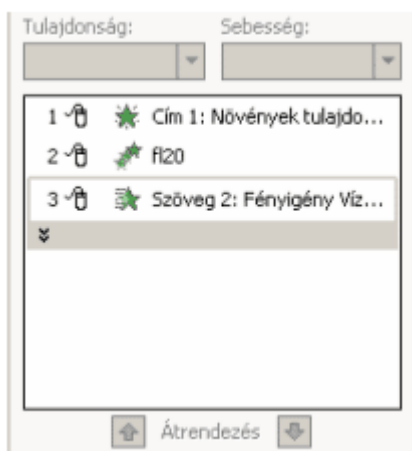 Tulajdonság: Sebesség:
1 Cím 1: Növények tulajdo...
2 fl20
3 Szöveg 2: Fényigény Víz...
Átrendezés